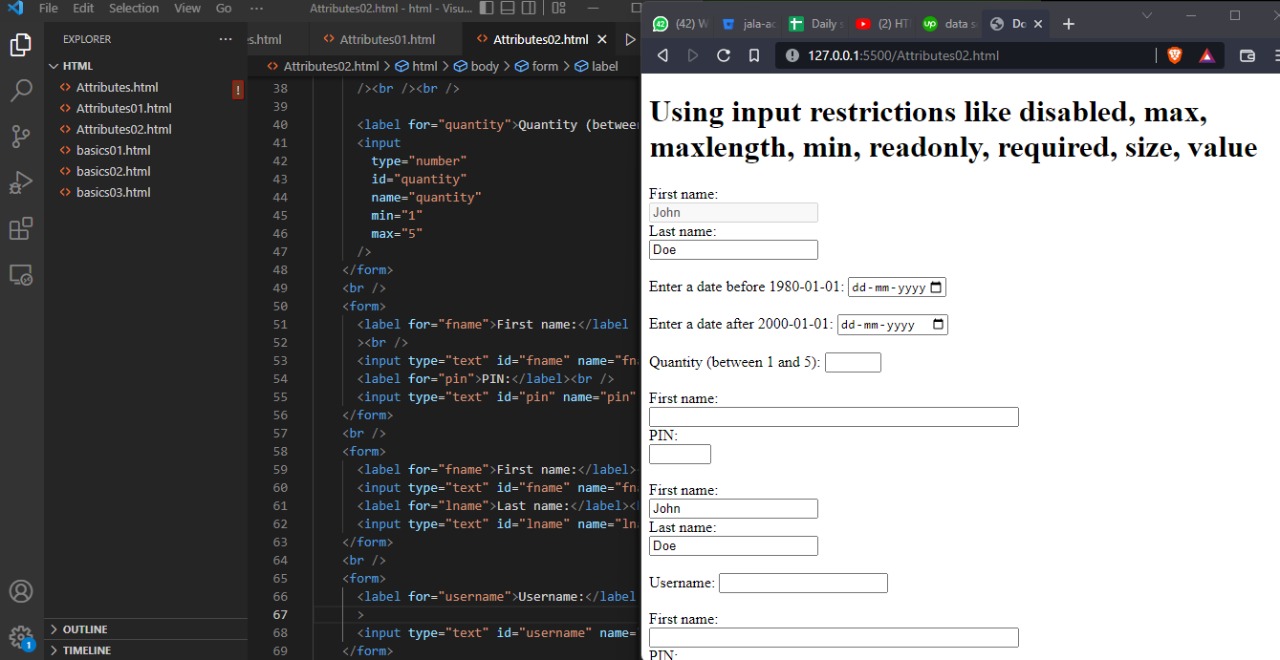 File Edit Selection View Go ··· Attributes02.html - html - Visu...
EXPLORER ···
HTML
Attributes.html
Attributes01.html
Attributes02.html
basics01.html
basics02.html
basics03.html
OUTLINE
TIMELINE
1
s.html Attributes01.html Attributes02.html
Attributes02.html > html > body > form > label
38 /><br /><br />
39
40 <label for="quantity">Quantity (between
41 <input
42 type="number"
43 id="quantity"
44 name="quantity"
45 min="1"
46 max="5"
47 />
48 </form>
49 <br />
50 <form>
51 <label for="fname">First name:</label
52 ><br />
53 <input type="text" id="fname" name="fn
54 <label for="pin">PIN:</label><br />
55 <input type="text" id="pin" name="pin"
56 </form>
57 <br />
58 <form>
59 <label for="fname">First name:</label>
60 <input type="text" id="fname" name="fn
61 <label for="lname">Last name:</label><
62 <input type="text" id="lname" name="ln
63 </form>
64 <br />
65 <form>
66 <label for="username">Username:</label
67 >
68 <input type="text" id="username" name=
69 </form>
42 (42) W jala-ac Daily s (2) HT up data s Do
127.0.0.1:5500/Attributes02.html
Using input restrictions like disabled, max,
maxlength, min, readonly, required, size, value
First name:
John
Last name:
Doe
Enter a date before 1980-01-01: dd-mm-yyyy
Enter a date after 2000-01-01: dd-mm-yyyy
Quantity (between 1 and 5):
First name:
PIN:
First name:
John
Last name:
Doe
Username:
First name:
PIN: